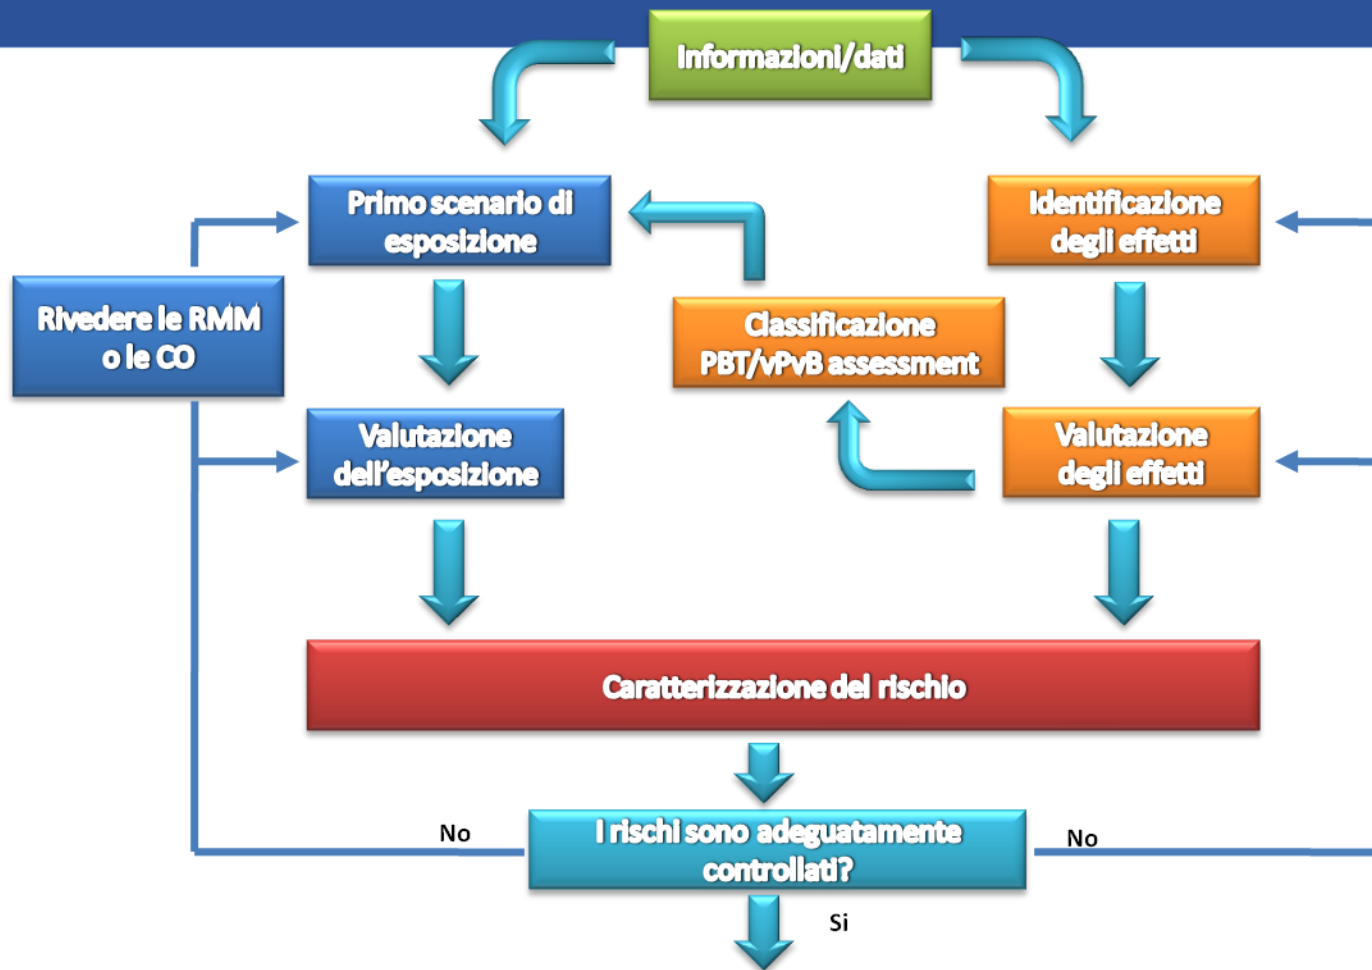 Informazioni/dati
Primo scenario di
esposizione
Identificazione
degli effetti
Rivedere le RMM
o le CO
Classificazione
PBT/vPvB assessment
Valutazione
dell'esposizione
Valutazione
degli effetti
Caratterizzazione del rischio
No
I rischi sono adeguatamente
controllati?
No
Si